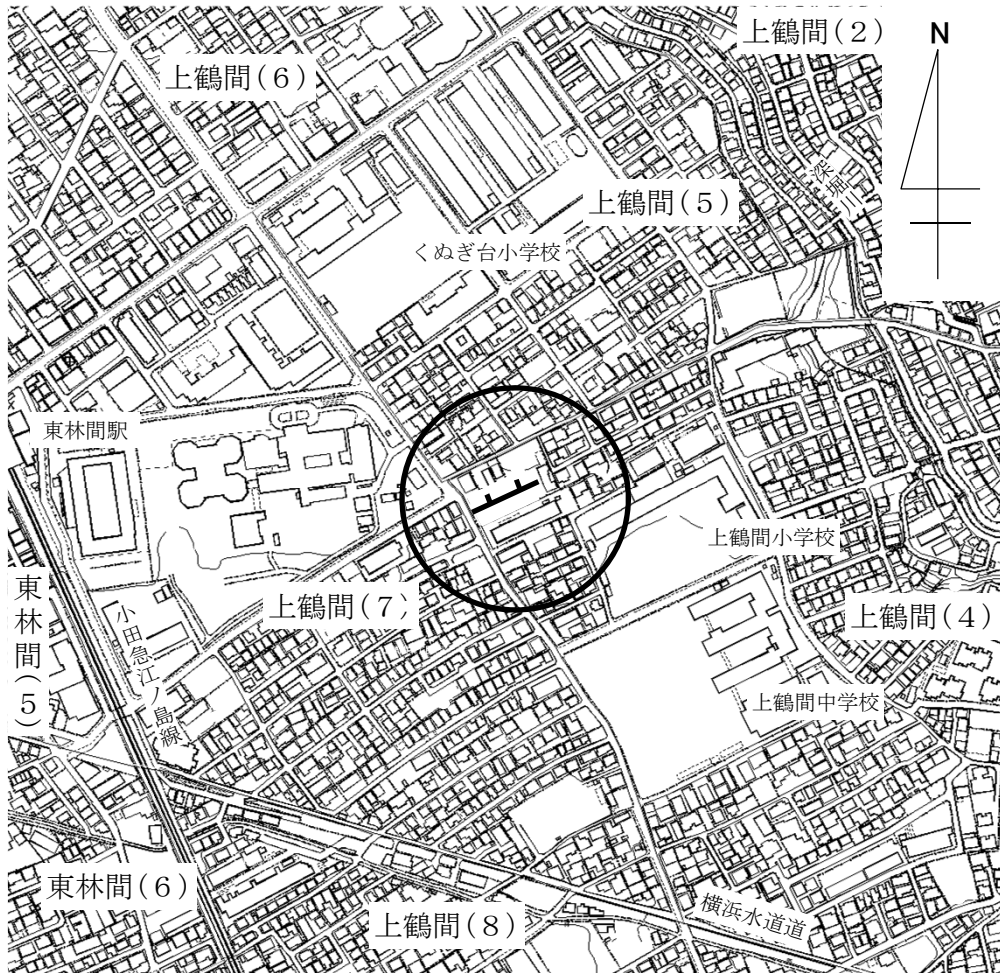 上鶴間(2)
N
上鶴間(6)
深堀川
上鶴間(5)
くぬぎ台小学校
東林間駅
上鶴間小学校
東林間(5)
小田急江ノ島線
上鶴間(7)
上鶴間(4)
上鶴間中学校
東林間(6)
上鶴間(8)
横浜水道道